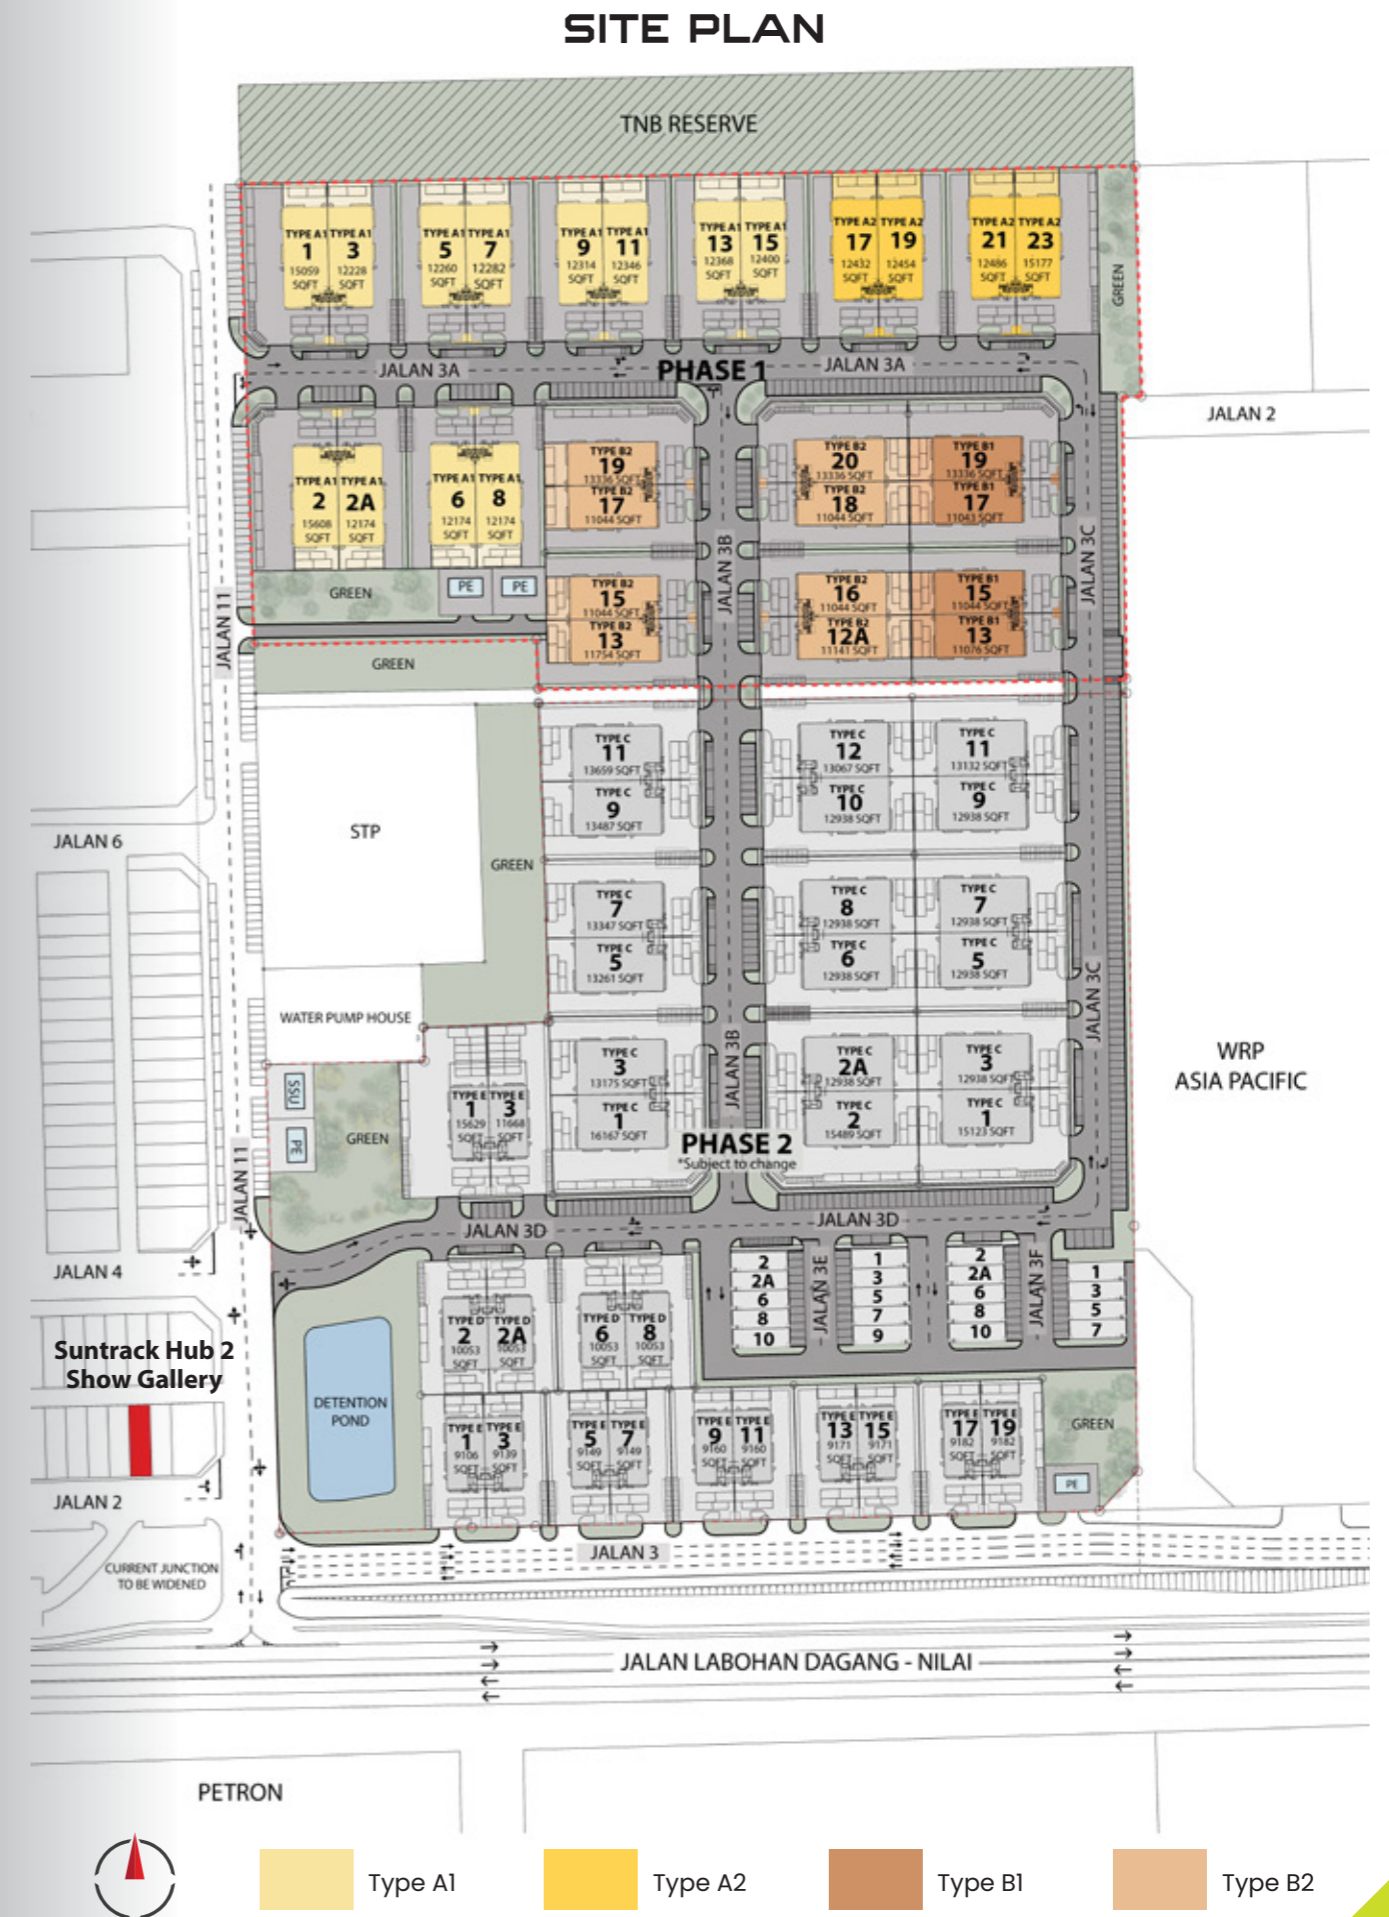 SITE PLAN
TNB RESERVE
TYPE A1
1
15059
SQFT
TYPE A1
3
12228
SQFT
TYPE A1
5
12260
SQFT
TYPE A1
7
12282
SQFT
TYPE A1
9
12314
SQFT
TYPE A1
11
12346
SQFT
TYPE A1
13
12368
SQFT
TYPE A1
15
12400
SQFT
TYPE A2
17
12432
SQFT
TYPE A2
19
12454
SQFT
TYPE A2
21
12486
SQFT
TYPE A2
23
15177
SQFT
GREEN
JALAN 3A
PHASE 1
JALAN 3A
JALAN 2
TYPE A1
2
15608
SQFT
TYPE A1
2A
12174
SQFT
TYPE A1
6
12174
SQFT
TYPE A1
8
12174
SQFT
TYPE B2
19
13336 SQFT
TYPE B2
17
11044 SQFT
TYPE B2
20
13336 SQFT
TYPE B2
18
11044 SQFT
TYPE B1
19
13336 SQFT
TYPE B1
17
11043 SQFT
JALAN 3B
JALAN 3C
GREEN
PE
PE
TYPE B2
15
11044 SQFT
TYPE B2
13
11754 SQFT
TYPE B2
16
11044 SQFT
TYPE B2
12A
11141 SQFT
TYPE B1
15
11044 SQFT
TYPE B1
13
11076 SQFT
JALAN 11
GREEN
TYPE C
11
13659 SQFT
TYPE C
9
13487 SQFT
TYPE C
12
13067 SQFT
TYPE C
10
12938 SQFT
TYPE C
11
13132 SQFT
TYPE C
9
12938 SQFT
JALAN 6
STP
GREEN
TYPE C
7
13347 SQFT
TYPE C
5
13261 SQFT
TYPE C
8
12938 SQFT
TYPE C
6
12938 SQFT
TYPE C
7
12938 SQFT
TYPE C
5
12938 SQFT
WATER PUMP HOUSE
JALAN 3B
JALAN 3C
TYPE C
3
13175 SQFT
TYPE C
1
16167 SQFT
TYPE C
2A
12938 SQFT
TYPE C
2
15489 SQFT
TYPE C
3
12938 SQFT
TYPE C
1
15123 SQFT
WRP
ASIA PACIFIC
SSU
PE
GREEN
TYPE E
1
15629
SQFT
TYPE E
3
11668
SQFT
PHASE 2
*Subject to change
JALAN 11
JALAN 3D
JALAN 3D
JALAN 4
2
2A
6
8
10
JALAN 3E
1
3
5
7
9
2
2A
6
8
10
JALAN 3F
1
3
5
7
TYPE D
2
10053
SQFT
TYPE D
2A
10053
SQFT
TYPE D
6
10053
SQFT
TYPE D
8
10053
SQFT
Suntrack Hub 2
Show Gallery
DETENTION
POND
TYPE E
1
9106
SQFT
TYPE E
3
9139
SQFT
TYPE E
5
9149
SQFT
TYPE E
7
9149
SQFT
TYPE E
9
9160
SQFT
TYPE E
11
9160
SQFT
TYPE E
13
9171
SQFT
TYPE E
15
9171
SQFT
TYPE E
17
9182
SQFT
TYPE E
19
9182
SQFT
GREEN
PE
JALAN 2
JALAN 3
CURRENT JUNCTION
TO BE WIDENED
JALAN LABOHAN DAGANG - NILAI
PETRON
Type A1
Type A2
Type B1
Type B2